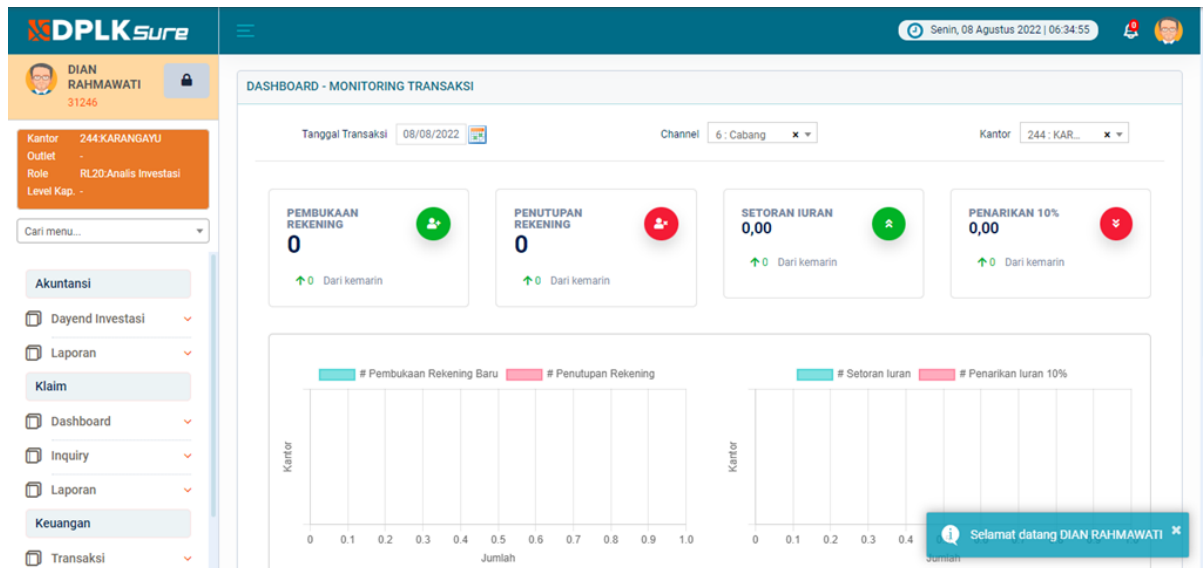 DPLKSure
Senin, 08 Agustus 2022 | 06:34:55
DIAN
RAHMAWATI
31246
Kantor 244:KARANGAYU
Outlet -
Role RL20:Analis Investasi
Level Kap. -
Cari menu...
Akuntansi
Dayend Investasi
Laporan
Klaim
Dashboard
Inquiry
Laporan
Keuangan
Transaksi
DASHBOARD - MONITORING TRANSAKSI
Tanggal Transaksi 08/08/2022
Channel 6 : Cabang x
Kantor 244 : KAR... x
PEMBUKAAN
REKENING
0
0 Dari kemarin
PENUTUPAN
REKENING
0
0 Dari kemarin
SETORAN IURAN
0,00
0 Dari kemarin
PENARIKAN 10%
0,00
0 Dari kemarin
# Pembukaan Rekening Baru # Penutupan Rekening
Kantor
0 0.1 0.2 0.3 0.4 0.5 0.6 0.7 0.8 0.9 1.0
Jumlah
# Setoran Iuran # Penarikan Iuran 10%
Kantor
0 0.1 0.2 0.3 0.4
Jumlah
Selamat datang DIAN RAHMAWATI ×